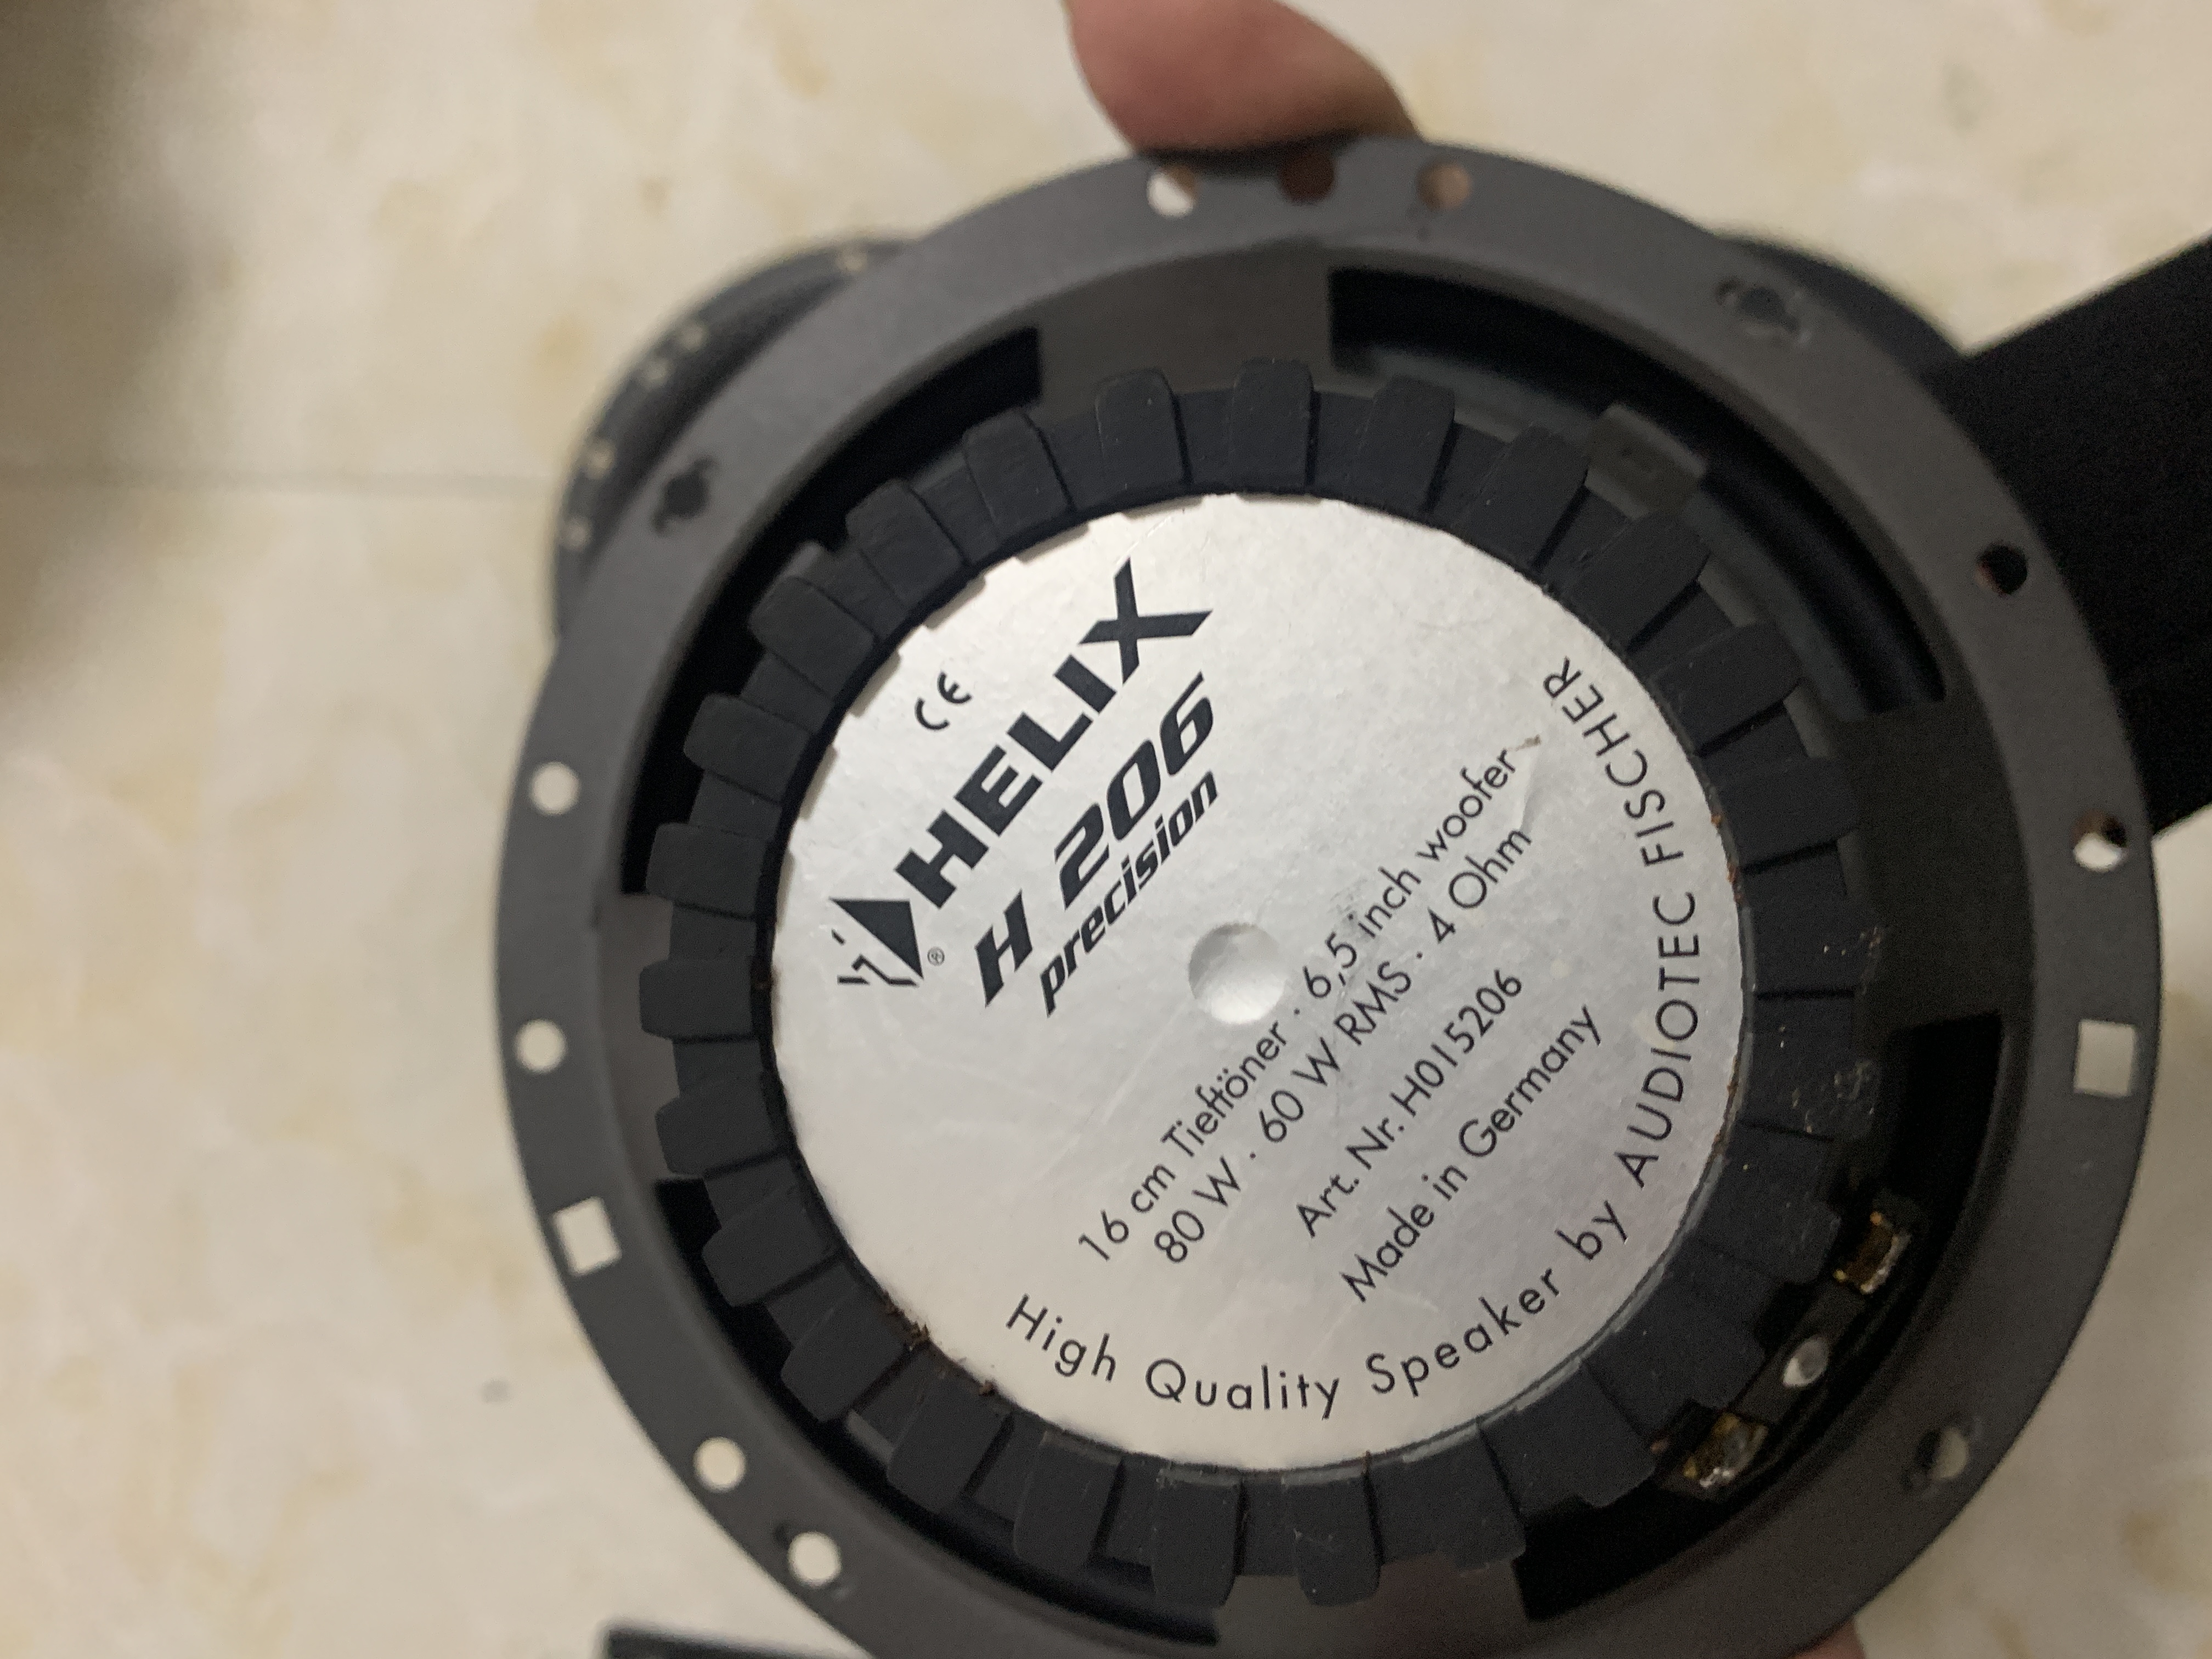 CE
HELIX
®
H 206
precision
16 cm Tieftöner · 6,5 inch woofer
80 W · 60 W RMS · 4 Ohm
Art. Nr. H015206
Made in Germany
High Quality Speaker by AUDIOTEC FISCHER